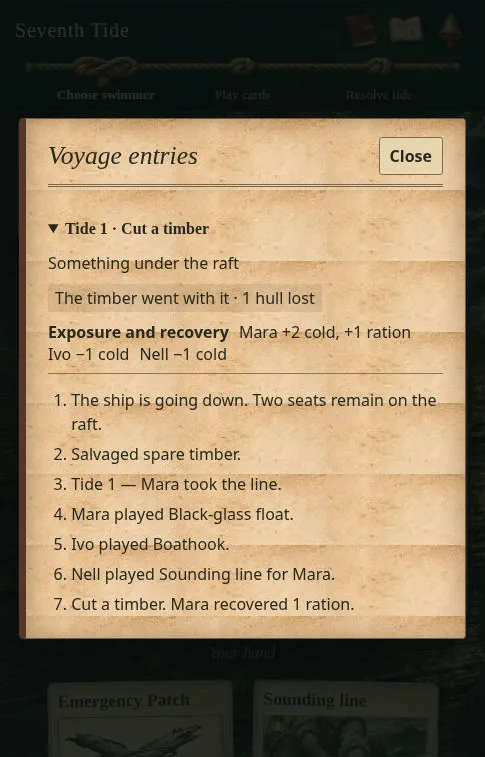 Seventh Tide
Choose swimmer Play cards Resolve tide
Voyage entries Close
▼ Tide 1 · Cut a timber
Something under the raft
The timber went with it · 1 hull lost
Exposure and recovery Mara +2 cold, +1 ration
Ivo −1 cold Nell −1 cold
1. The ship is going down. Two seats remain on the
raft.
2. Salvaged spare timber.
3. Tide 1 — Mara took the line.
4. Mara played Black-glass float.
5. Ivo played Boathook.
6. Nell played Sounding line for Mara.
7. Cut a timber. Mara recovered 1 ration.
Your hand
Emergency Patch Sounding line